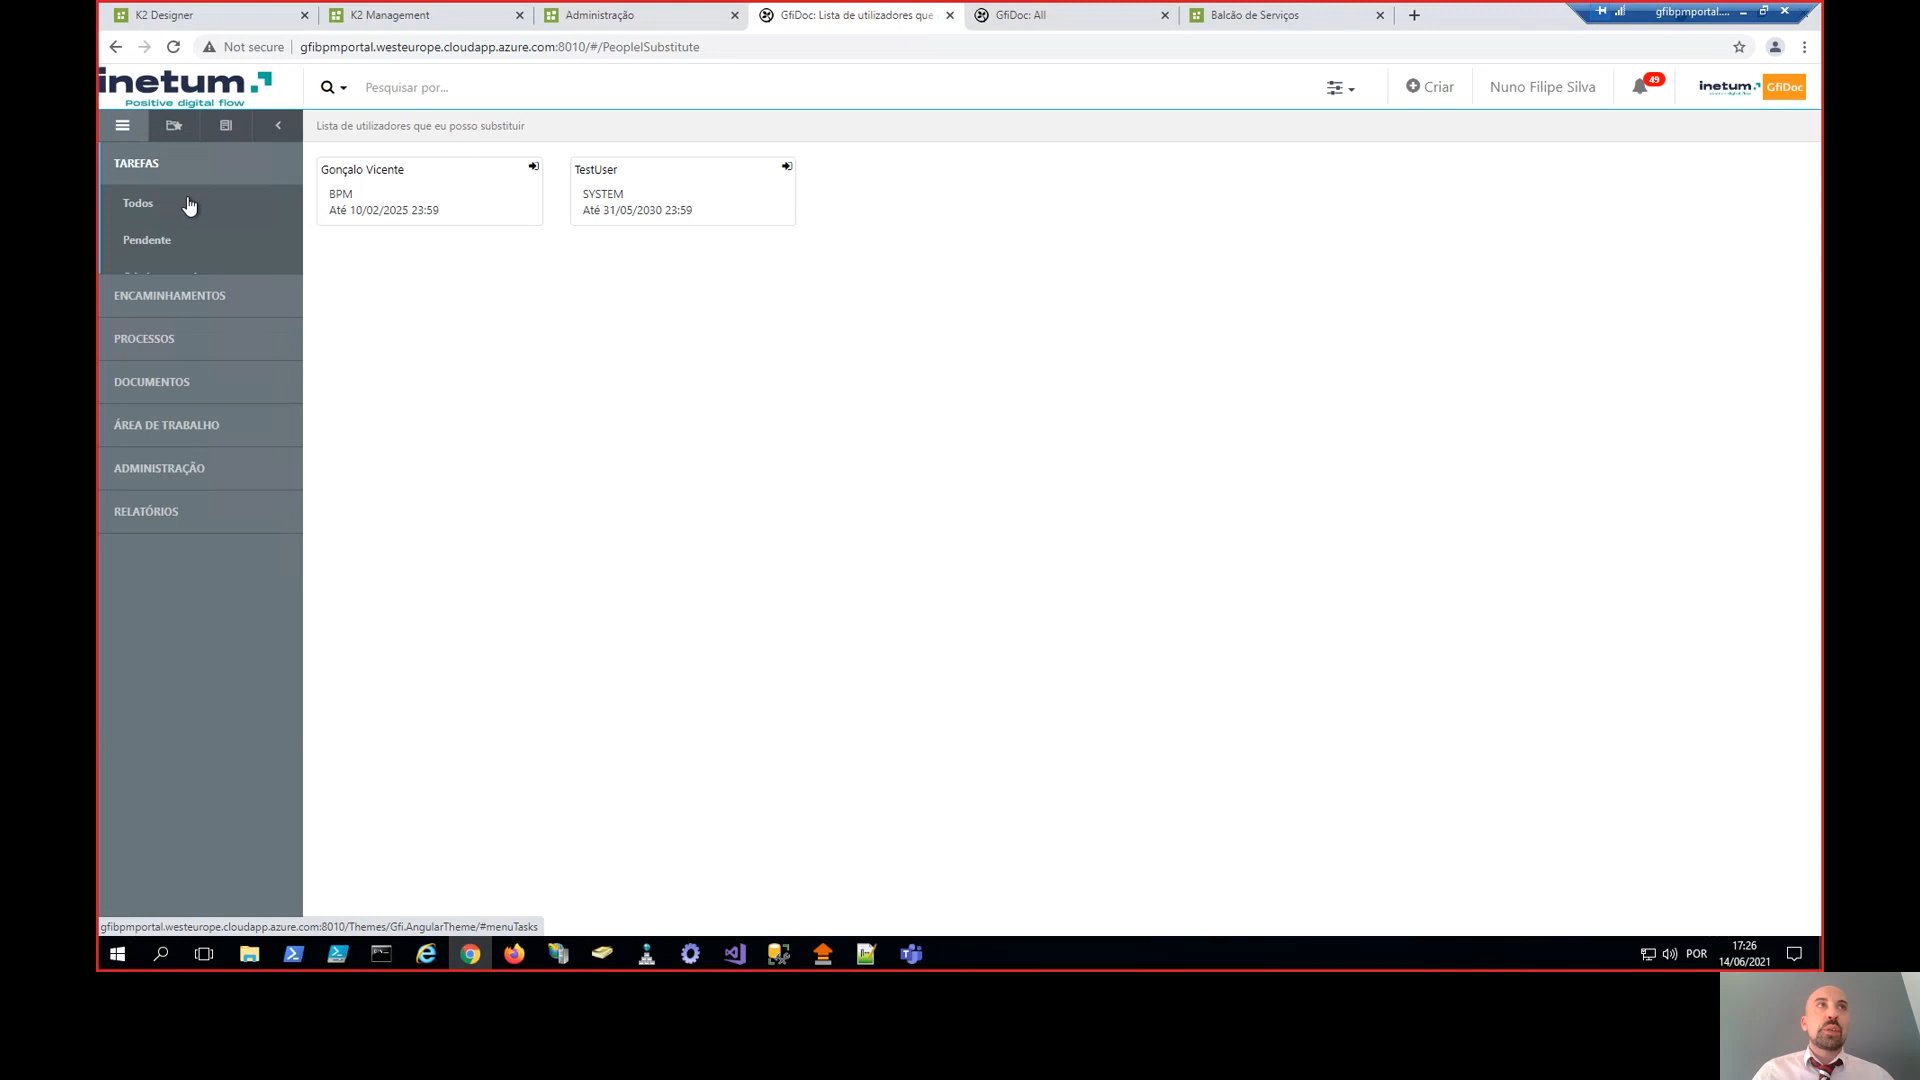 K2 Designer
K2 Management
Administração
GfiDoc: Lista de utilizadores que
GfiDoc: All
Balcão de Serviços
gfibpmportal....
Not secure
gfibpmportal.westeurope.cloudapp.azure.com:8010/#/PeopleISubstitute
inetum
Positive digital flow
Pesquisar por...
Criar
Nuno Filipe Silva
49
inetum
GfiDoc
Lista de utilizadores que eu posso substituir
TAREFAS
Todos
Pendente
ENCAMINHAMENTOS
PROCESSOS
DOCUMENTOS
ÁREA DE TRABALHO
ADMINISTRAÇÃO
RELATÓRIOS
Gonçalo Vicente
BPM
Até 10/02/2025 23:59
TestUser
SYSTEM
Até 31/05/2030 23:59
gfibpmportal.westeurope.cloudapp.azure.com:8010/Themes/Gfi.AngularTheme/#menuTasks
POR
17:26
14/06/2021